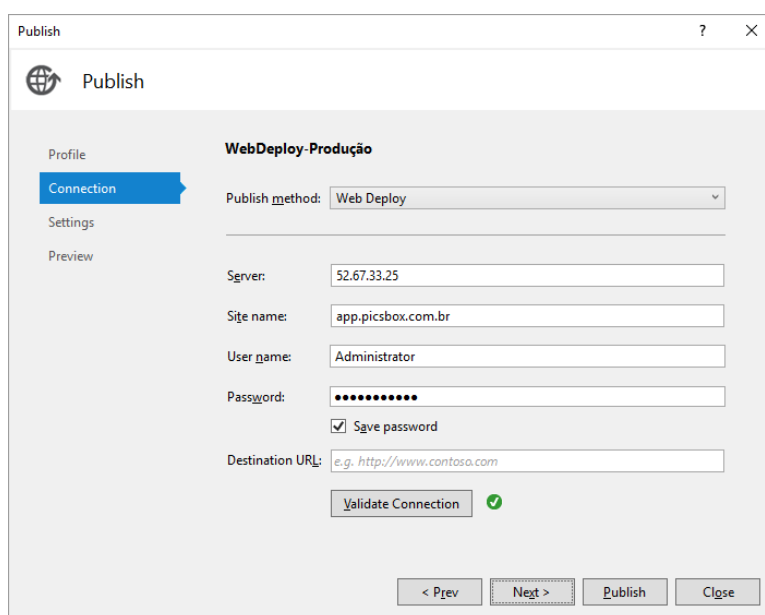 Publish ? ×
Publish
Profile
Connection
Settings
Preview
WebDeploy-Produção
Publish method: Web Deploy
Server: 52.67.33.25
Site name: app.picsbox.com.br
User name: Administrator
Password: ●●●●●●●●●●●
Save password
Destination URL: e.g. http://www.contoso.com
Validate Connection
< Prev Next > Publish Close